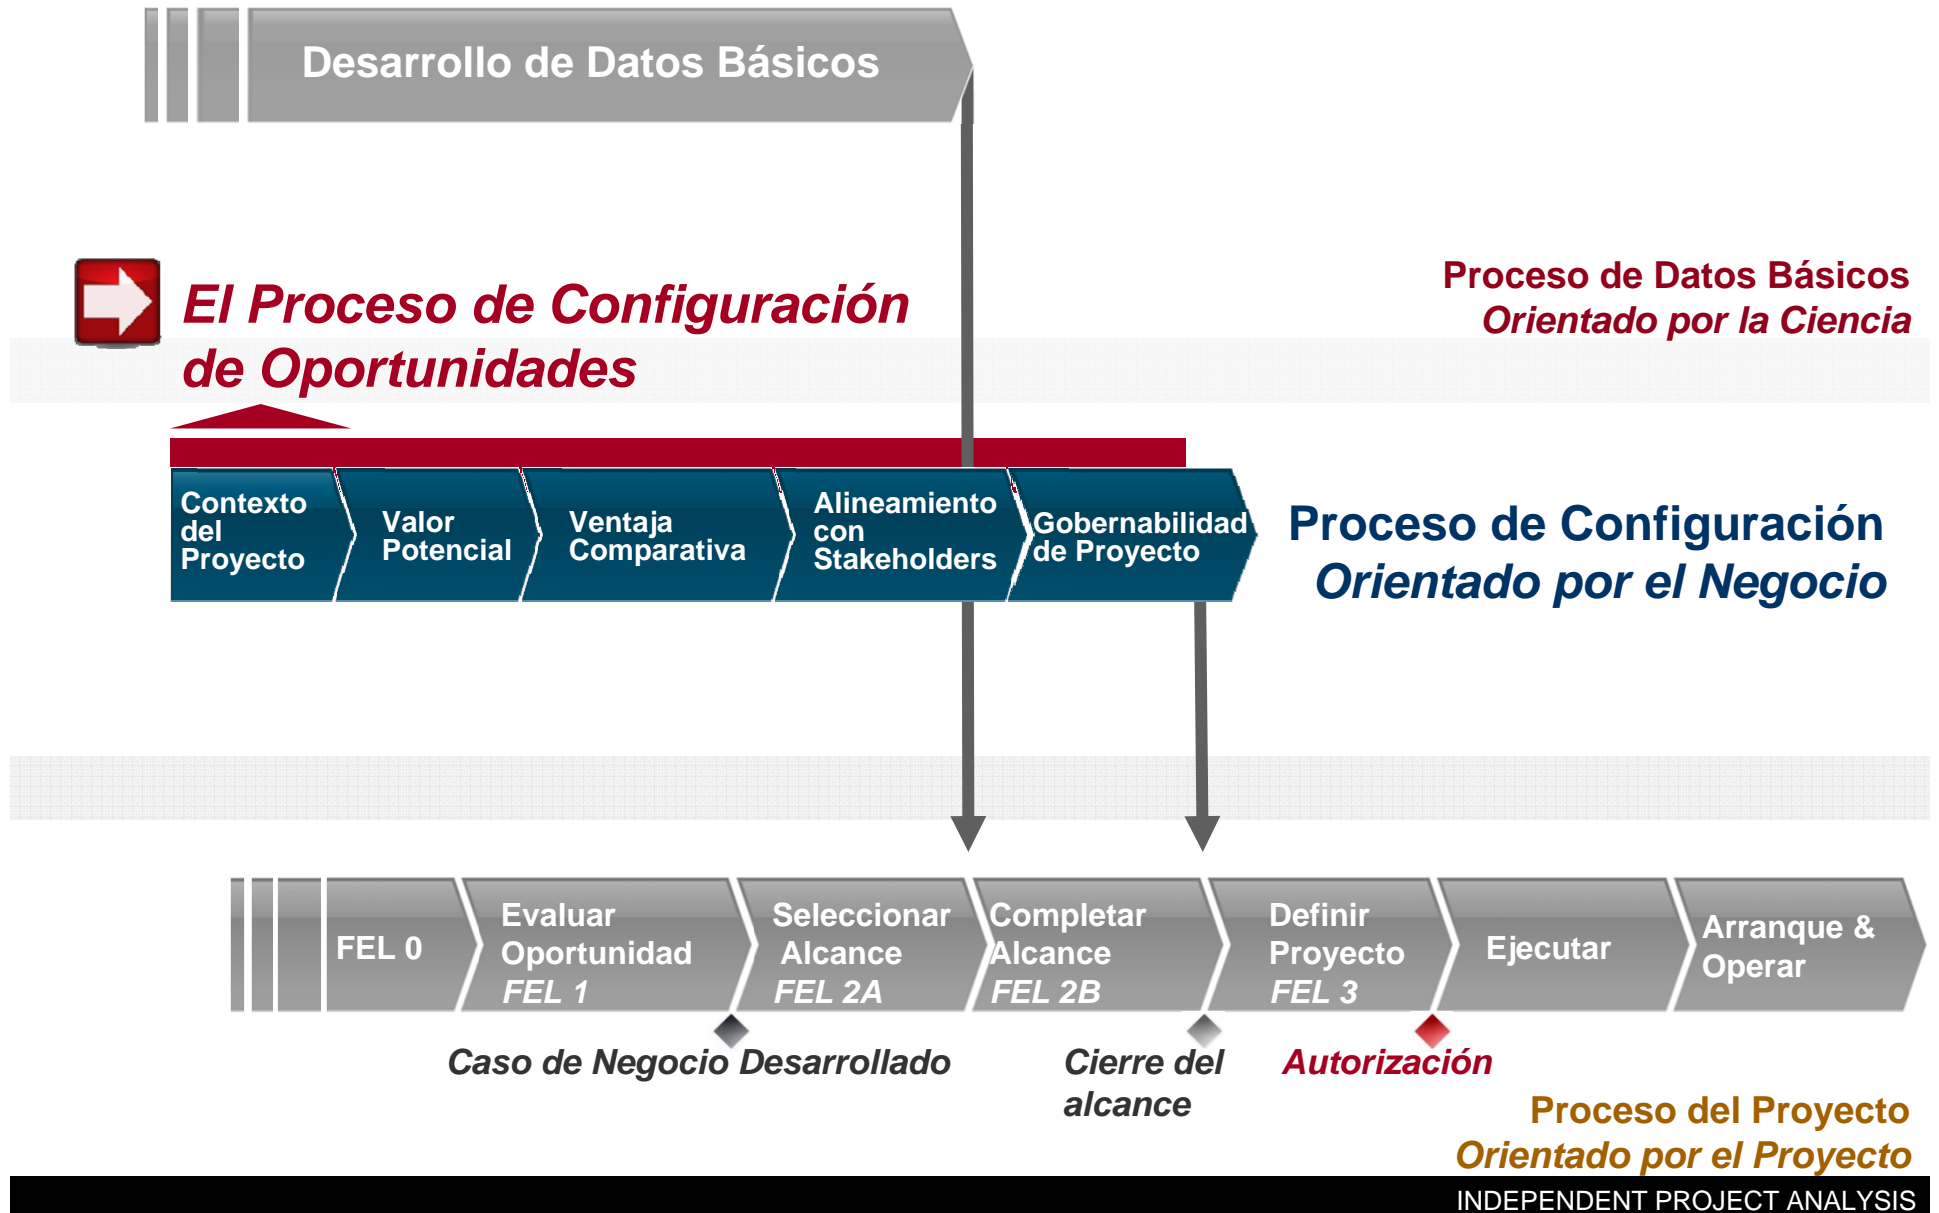 Desarrollo de Datos Básicos
Proceso de Datos Básicos
Orientado por la Ciencia
El Proceso de Configuración
de Oportunidades
Contexto
del
Proyecto
Valor
Potencial
Ventaja
Comparativa
Alineamiento
con
Stakeholders
Gobernabilidad
de Proyecto
Proceso de Configuración
Orientado por el Negocio
FEL 0
Evaluar
Oportunidad
FEL 1
Seleccionar
Alcance
FEL 2A
Completar
Alcance
FEL 2B
Definir
Proyecto
FEL 3
Ejecutar
Arranque &
Operar
Caso de Negocio Desarrollado
Cierre del
alcance
Autorización
Proceso del Proyecto
Orientado por el Proyecto
INDEPENDENT PROJECT ANALYSIS